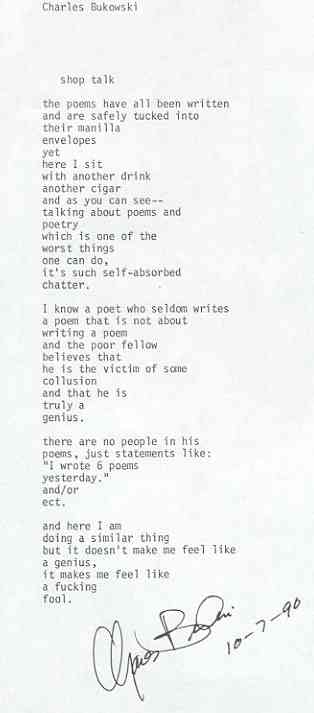 Charles Bukowski
shop talk
the poems have all been written
and are safely tucked into
their manilla
envelopes
yet
here I sit
with another drink
another cigar
and as you can see--
talking about poems and
poetry
which is one of the
worst things
one can do,
it's such self-absorbed
chatter.
I know a poet who seldom writes
a poem that is not about
writing a poem
and the poor fellow
believes that
he is the victim of some
collusion
and that he is
truly a
genius.
there are no people in his
poems, just statements like:
"I wrote 6 poems
yesterday."
and/or
ect.
and here I am
doing a similar thing
but it doesn't make me feel like
a genius,
it makes me feel like
a fucking
fool.
10-7-90